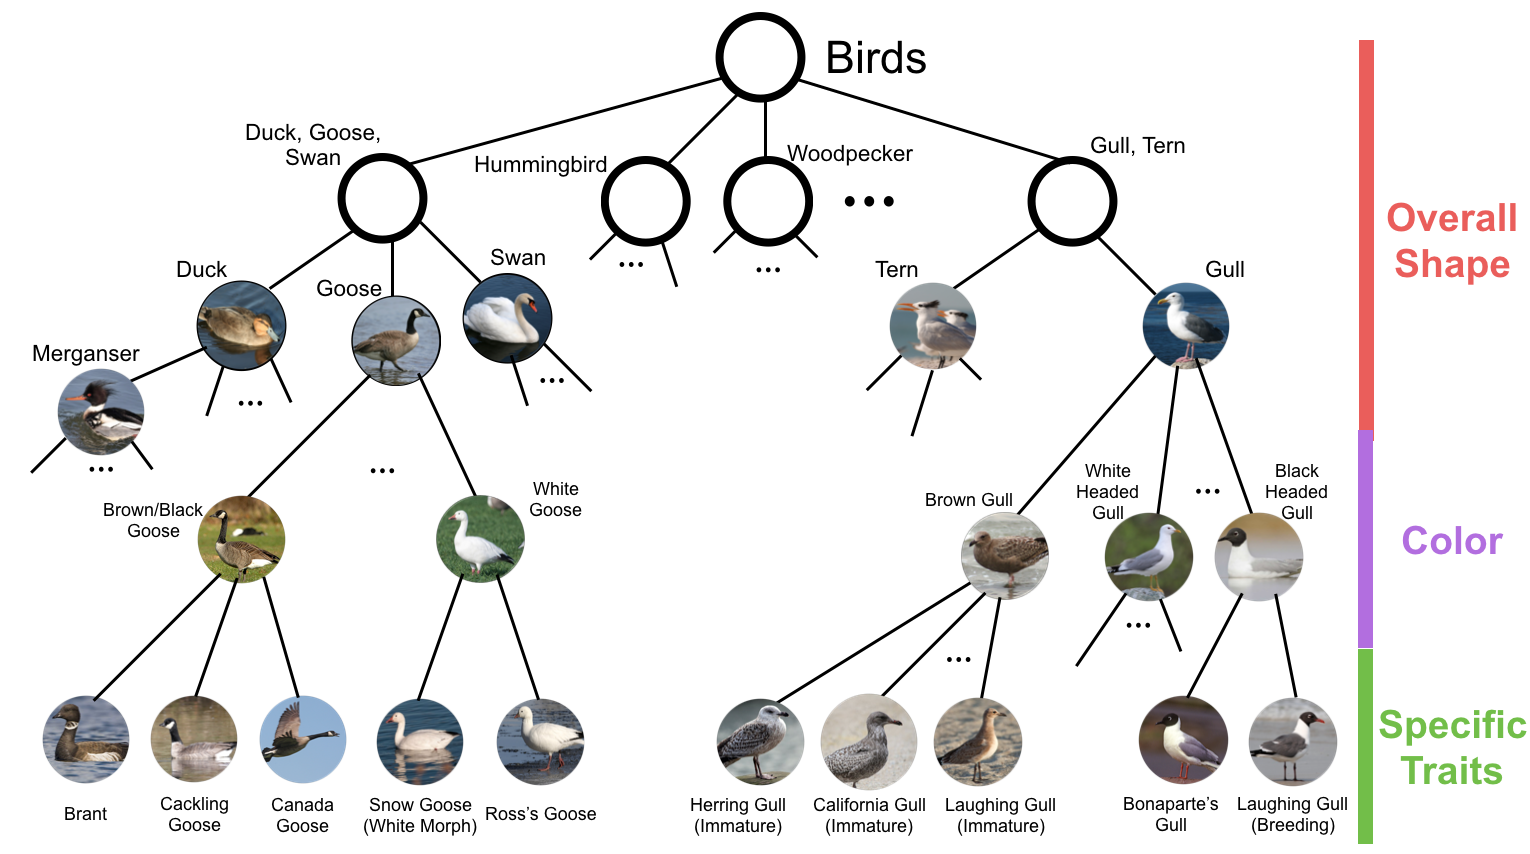 Birds
Duck, Goose,
Swan
Hummingbird
Woodpecker
Gull, Tern
Overall
Shape
Duck
Goose
Swan
Tern
Gull
Merganser
Brown/Black
Goose
White
Goose
Brown Gull
White
Headed
Gull
Black
Headed
Gull
Color
Specific
Traits
Brant
Cackling
Goose
Canada
Goose
Snow Goose
(White Morph)
Ross's Goose
Herring Gull
(Immature)
California Gull
(Immature)
Laughing Gull
(Immature)
Bonaparte's
Gull
Laughing Gull
(Breeding)